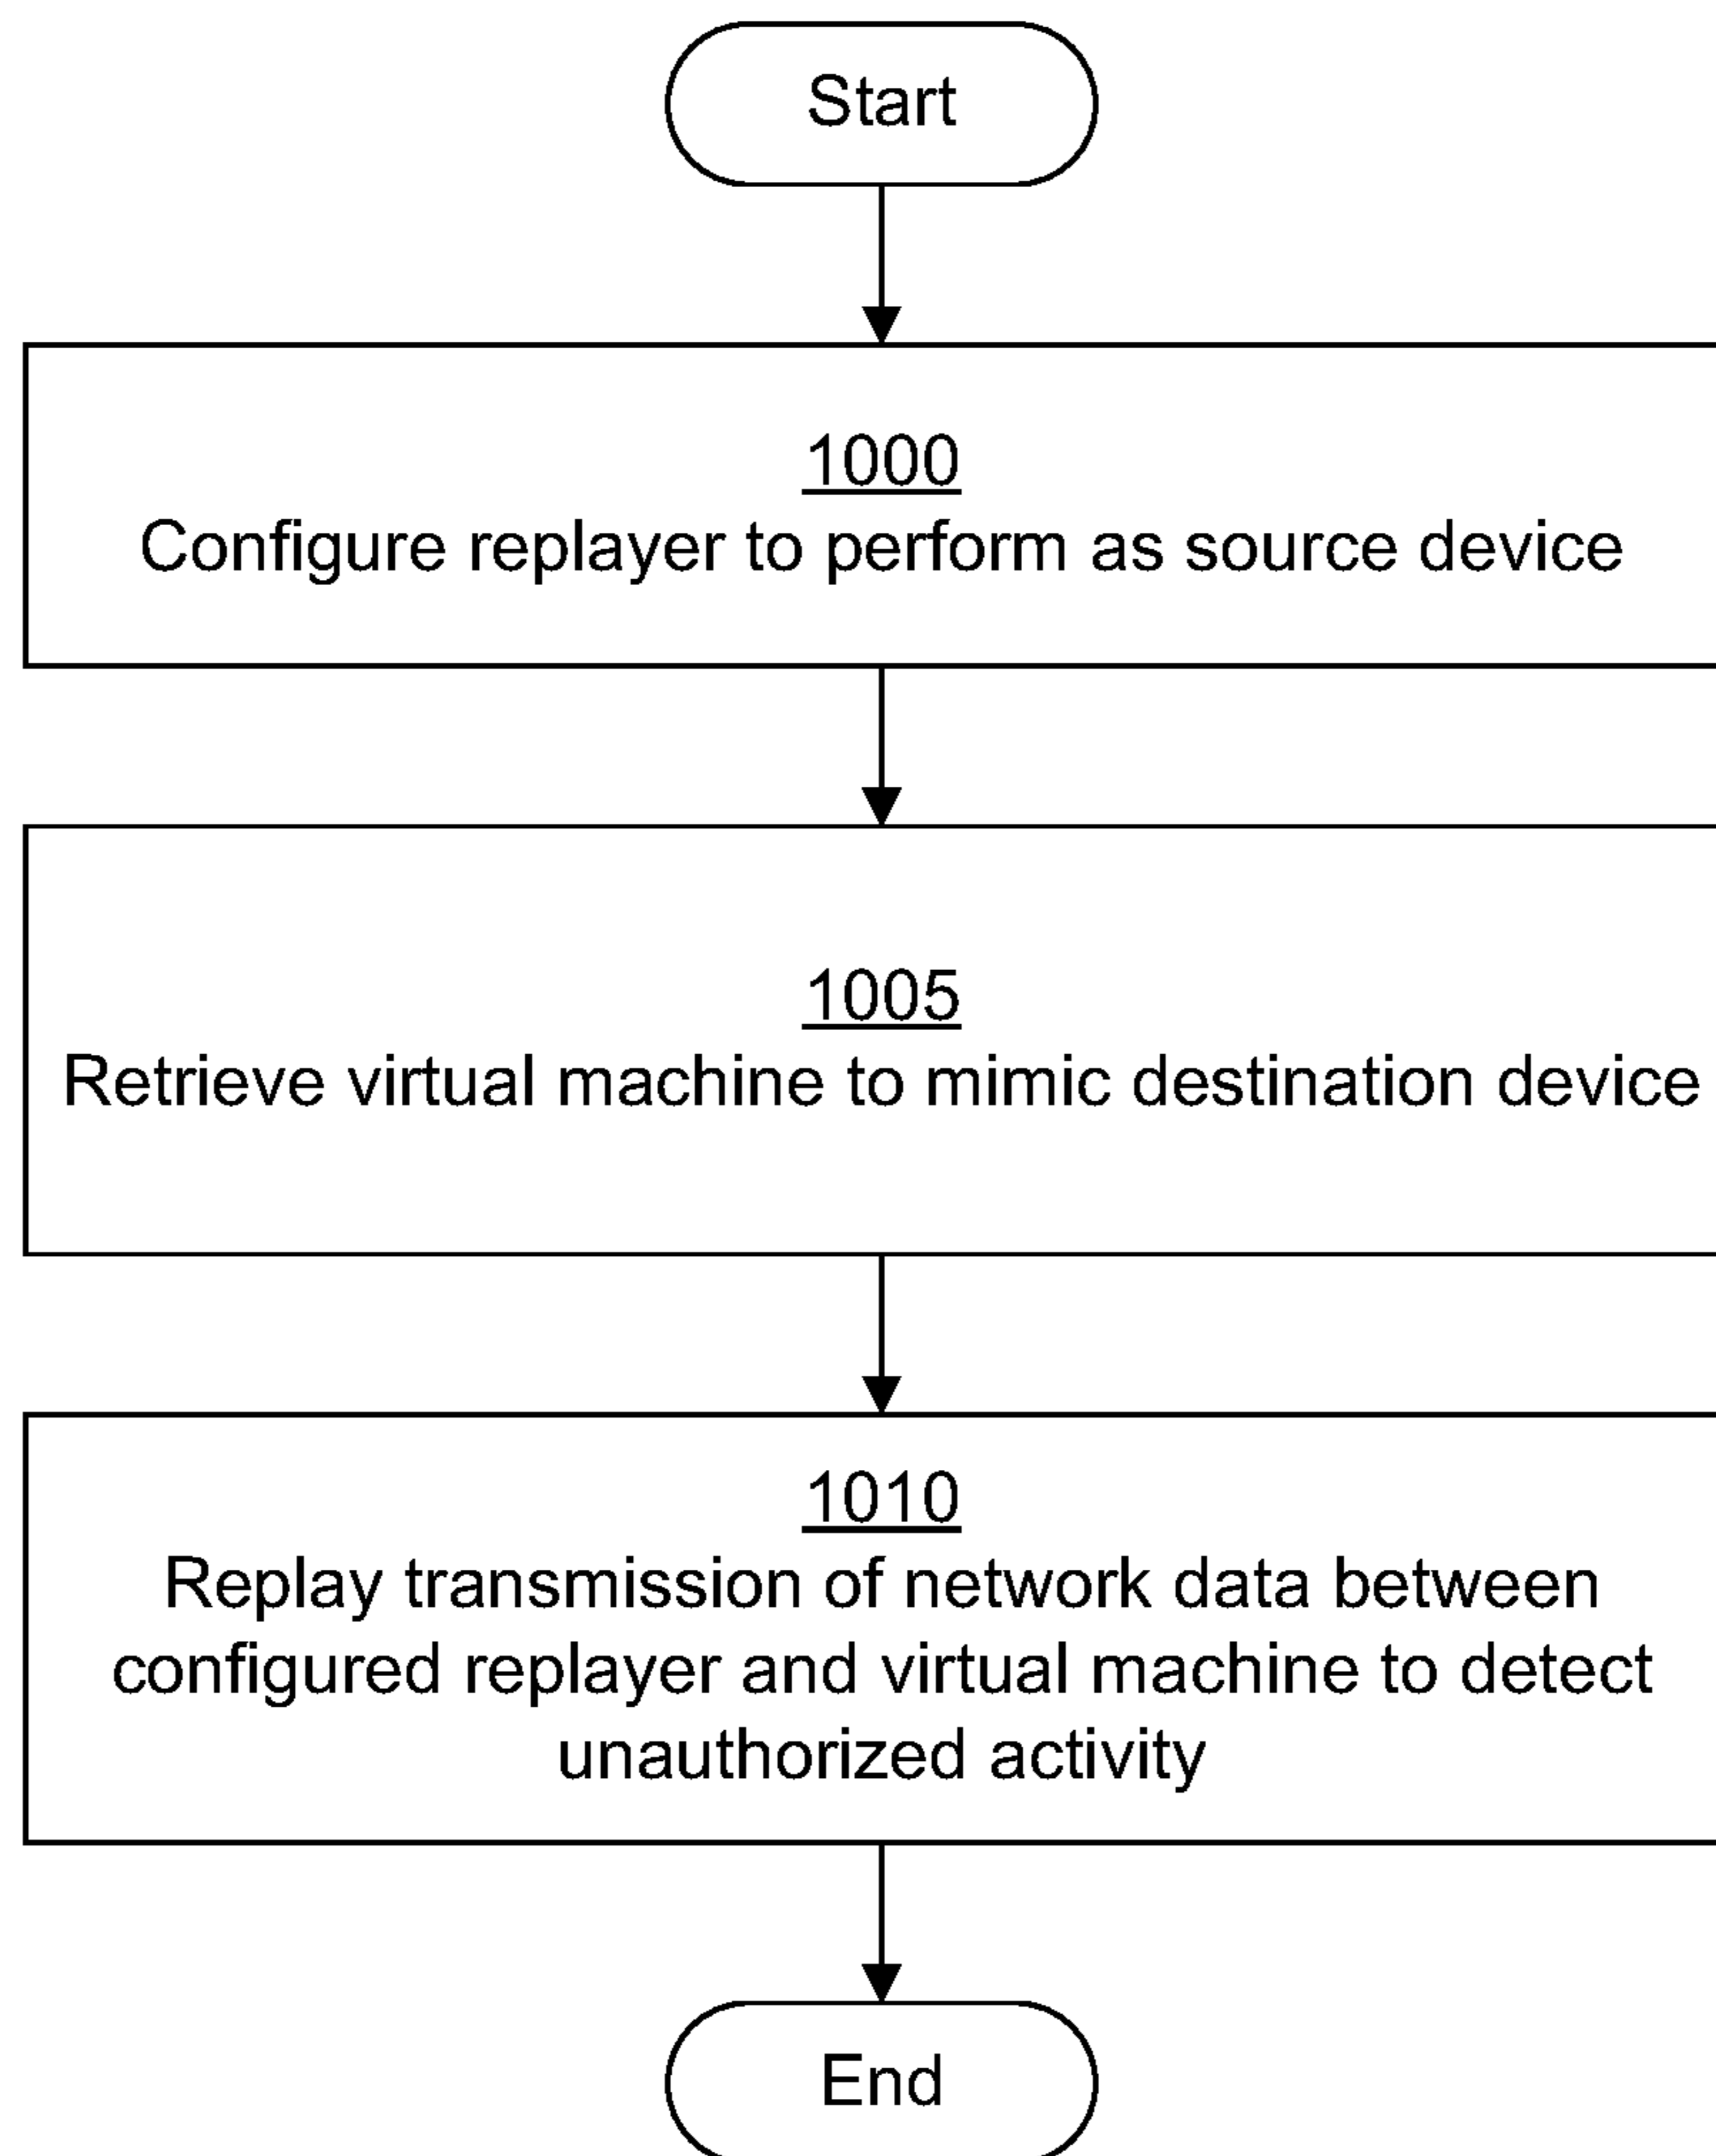 Start
1000
Configure replayer to perform as source device
1005
Retrieve virtual machine to mimic destination device
1010
Replay transmission of network data between
configured replayer and virtual machine to detect
unauthorized activity
End